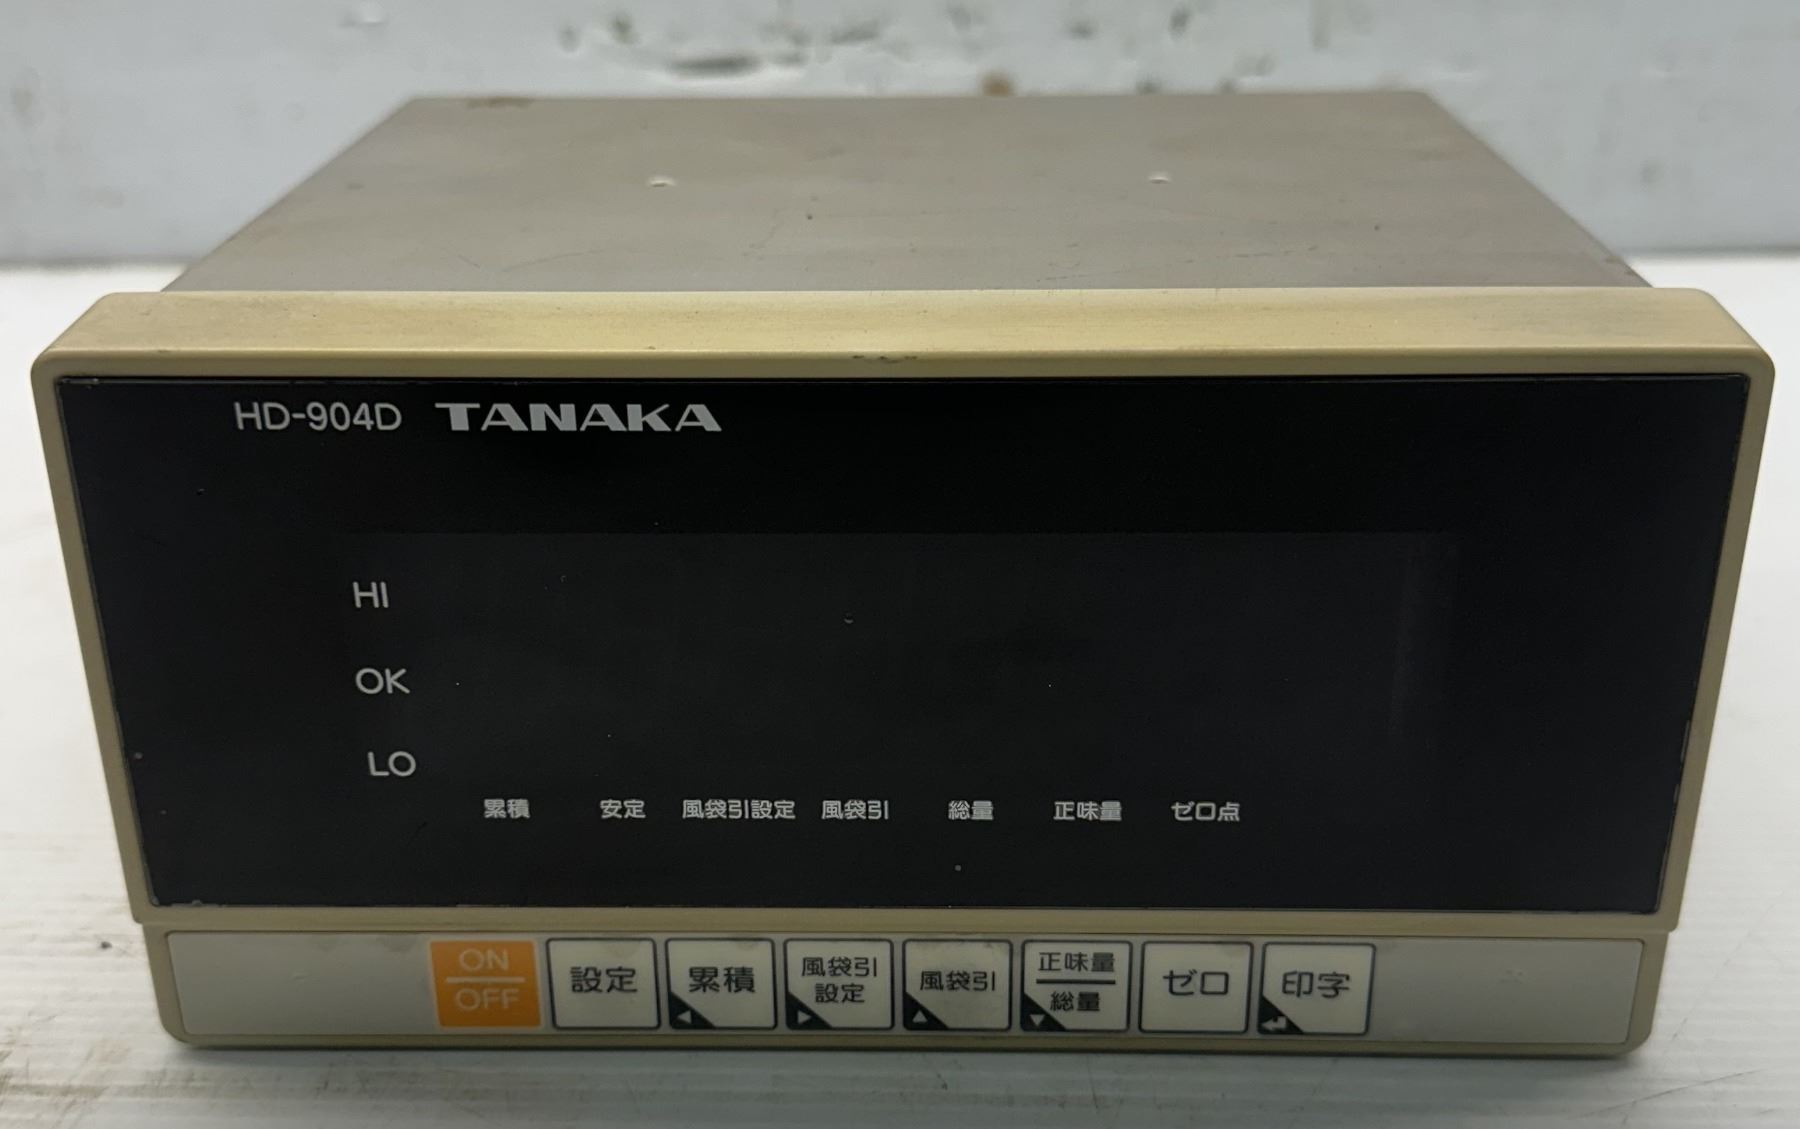 HD-904D TANAKA
HI
OK
LO
累積 安定 風袋引設定 風袋引 総量 正味量 ゼロ点
ON
OFF
設定
累積
風袋引
設定
風袋引
正味量
総量
ゼロ
印字